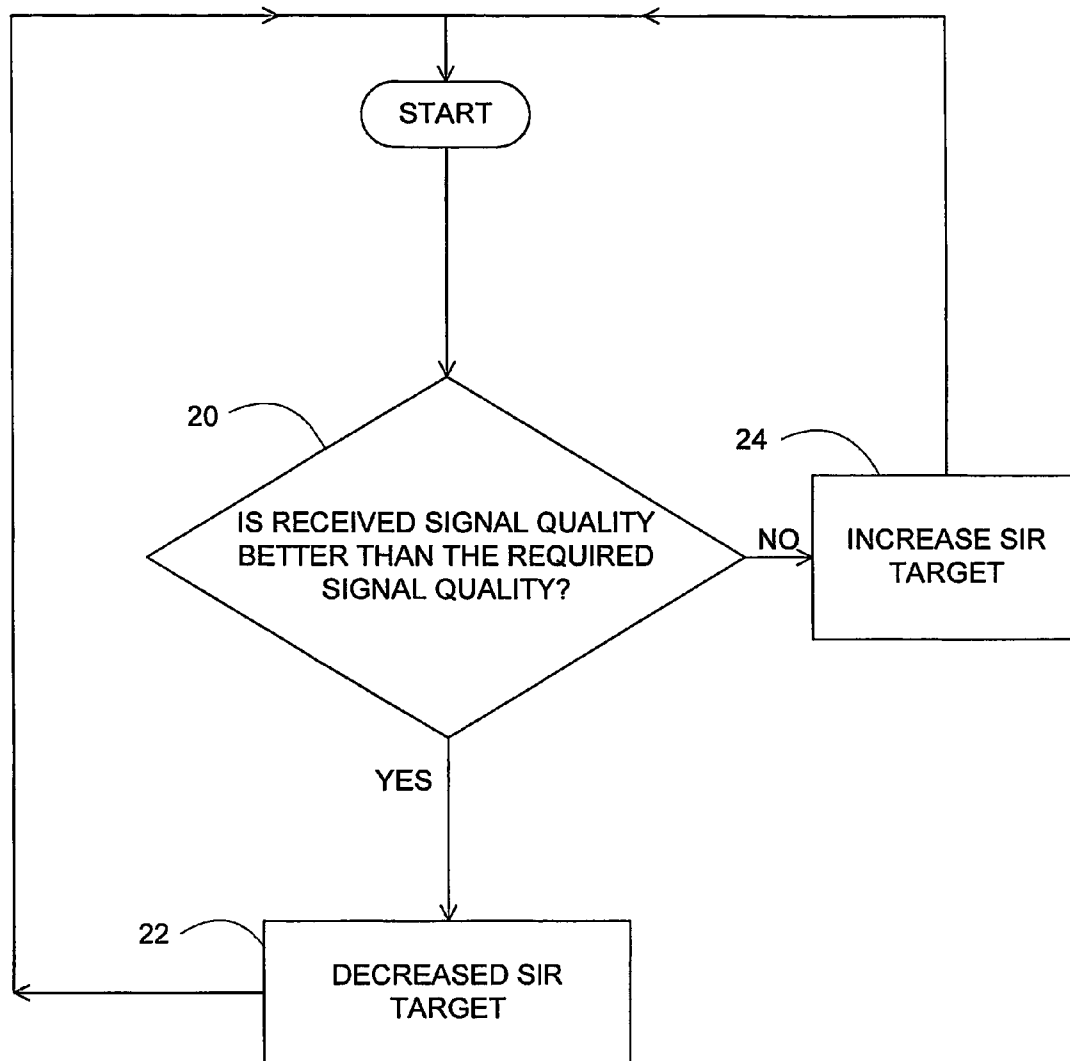 START
20
IS RECEIVED SIGNAL QUALITY
BETTER THAN THE REQUIRED
SIGNAL QUALITY?
NO
24
INCREASE SIR
TARGET
YES
22
DECREASED SIR
TARGET